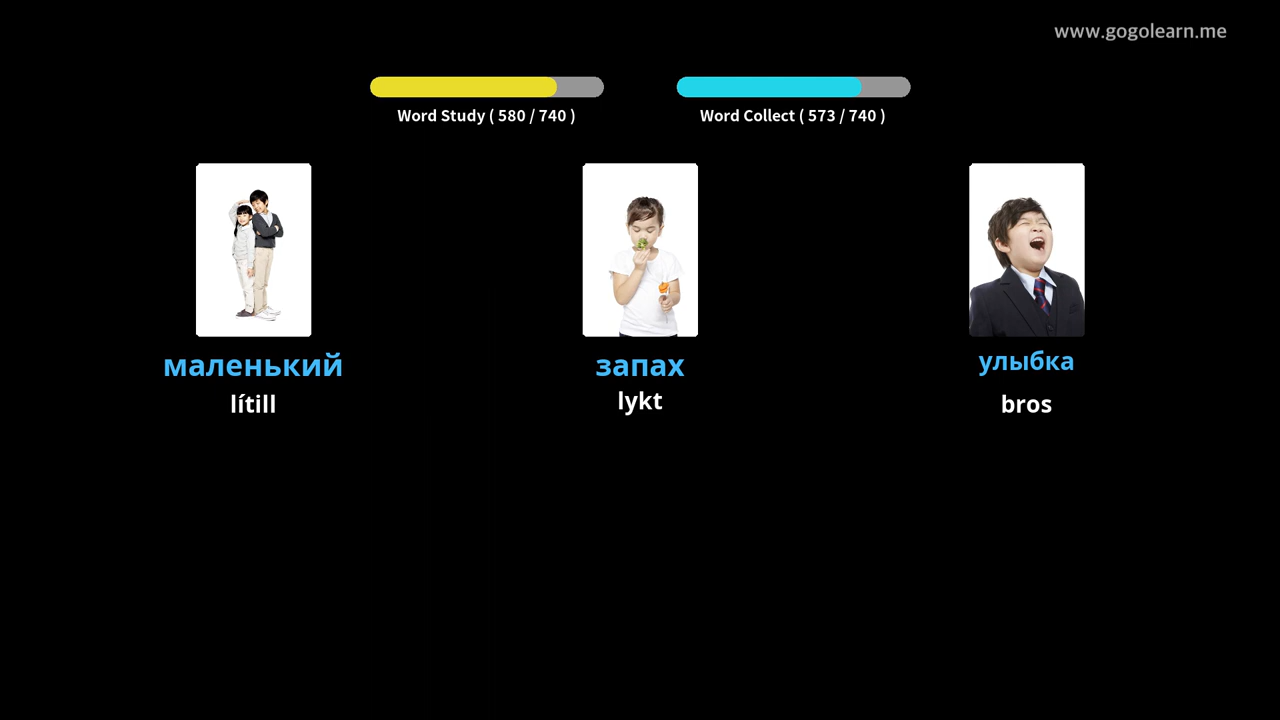 www.gogolearn.me
Word Study ( 580 / 740 )
Word Collect ( 573 / 740 )
маленький
lítill
запах
lykt
улыбка
bros